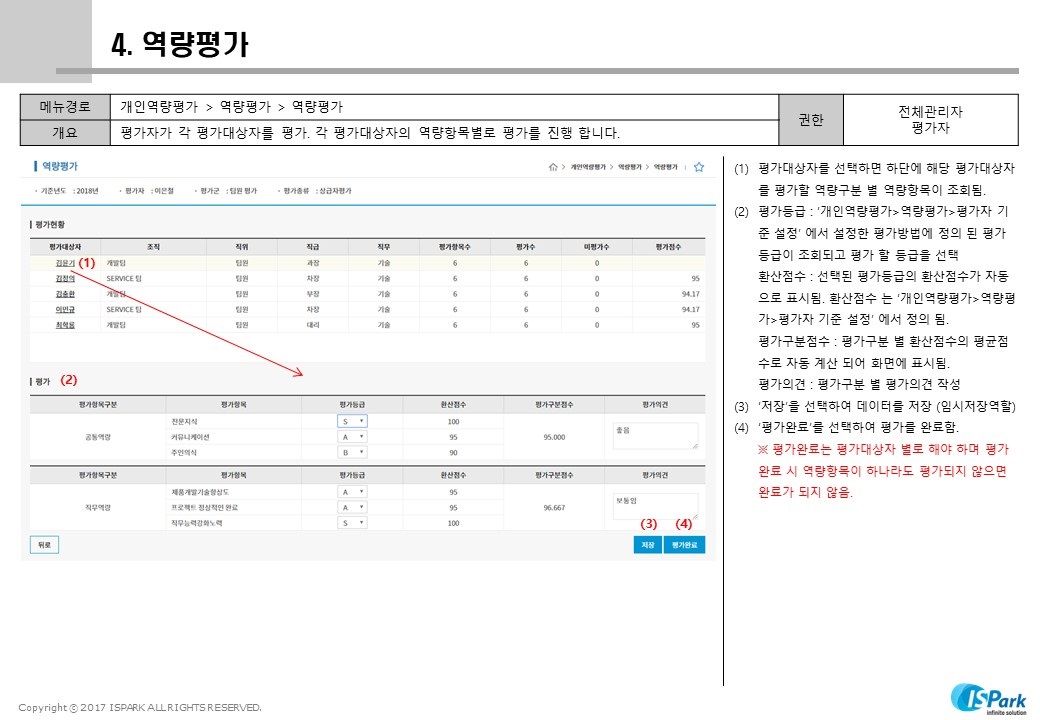 4. 역량평가
메뉴경로 개인역량평가 > 역량평가 > 역량평가 권한 전체관리자
평가자
개요 평가자가 각 평가대상자를 평가. 각 평가대상자의 역량항목별로 평가를 진행 합니다.
역량평가
개인역량평가 > 역량평가 > 역량평가
기준년도 : 2018년 평가자 : 이은철 평가군 : 팀원 평가 평가종류 : 상급자평가
평가현황
평가대상자 조직 직위 직급 직무 평가항목수 평가수 미평가수 평가점수
김윤기 (1) 개발팀 팀원 과장 기술 6 6 0
김정의 SERVICE 팀 팀원 차장 기술 6 6 0 95
김충환 개발팀 팀원 부장 기술 6 6 0 94.17
이민규 SERVICE 팀 팀원 차장 기술 6 6 0 94.17
최학용 개발팀 팀원 대리 기술 6 6 0 95
평가 (2)
평가항목구분 평가항목 평가등급 환산점수 평가구분점수 평가의견
공통역량 전문지식 S 100 95.000 좋음
커뮤니케이션 A 95
주인의식 B 90
평가항목구분 평가항목 평가등급 환산점수 평가구분점수 평가의견
직무역량 제품개발기술향상도 A 95 96.667 보통임
프로젝트 정상적인 완료 A 95
직무능력강화노력 S 100
(3) (4)
뒤로 저장 평가완료
(1) 평가대상자를 선택하면 하단에 해당 평가대상자
를 평가할 역량구분 별 역량항목이 조회됨.
(2) 평가등급 : ‘개인역량평가>역량평가>평가자 기
준 설정’ 에서 설정한 평가방법에 정의 된 평가
등급이 조회되고 평가 할 등급을 선택
환산점수 : 선택된 평가등급의 환산점수가 자동
으로 표시됨. 환산점수 는 ‘개인역량평가>역량평
가>평가자 기준 설정’ 에서 정의 됨.
평가구분점수 : 평가구분 별 환산점수의 평균점
수로 자동 계산 되어 화면에 표시됨.
평가의견 : 평가구분 별 평가의견 작성
(3) ‘저장’을 선택하여 데이터를 저장 (임시저장역할)
(4) ‘평가완료’를 선택하여 평가를 완료함.
※ 평가완료는 평가대상자 별로 해야 하며 평가
완료 시 역량항목이 하나라도 평가되지 않으면
완료가 되지 않음.
Copyright © 2017 ISPARK ALL RIGHTS RESERVED.
ISPark
infinite solution